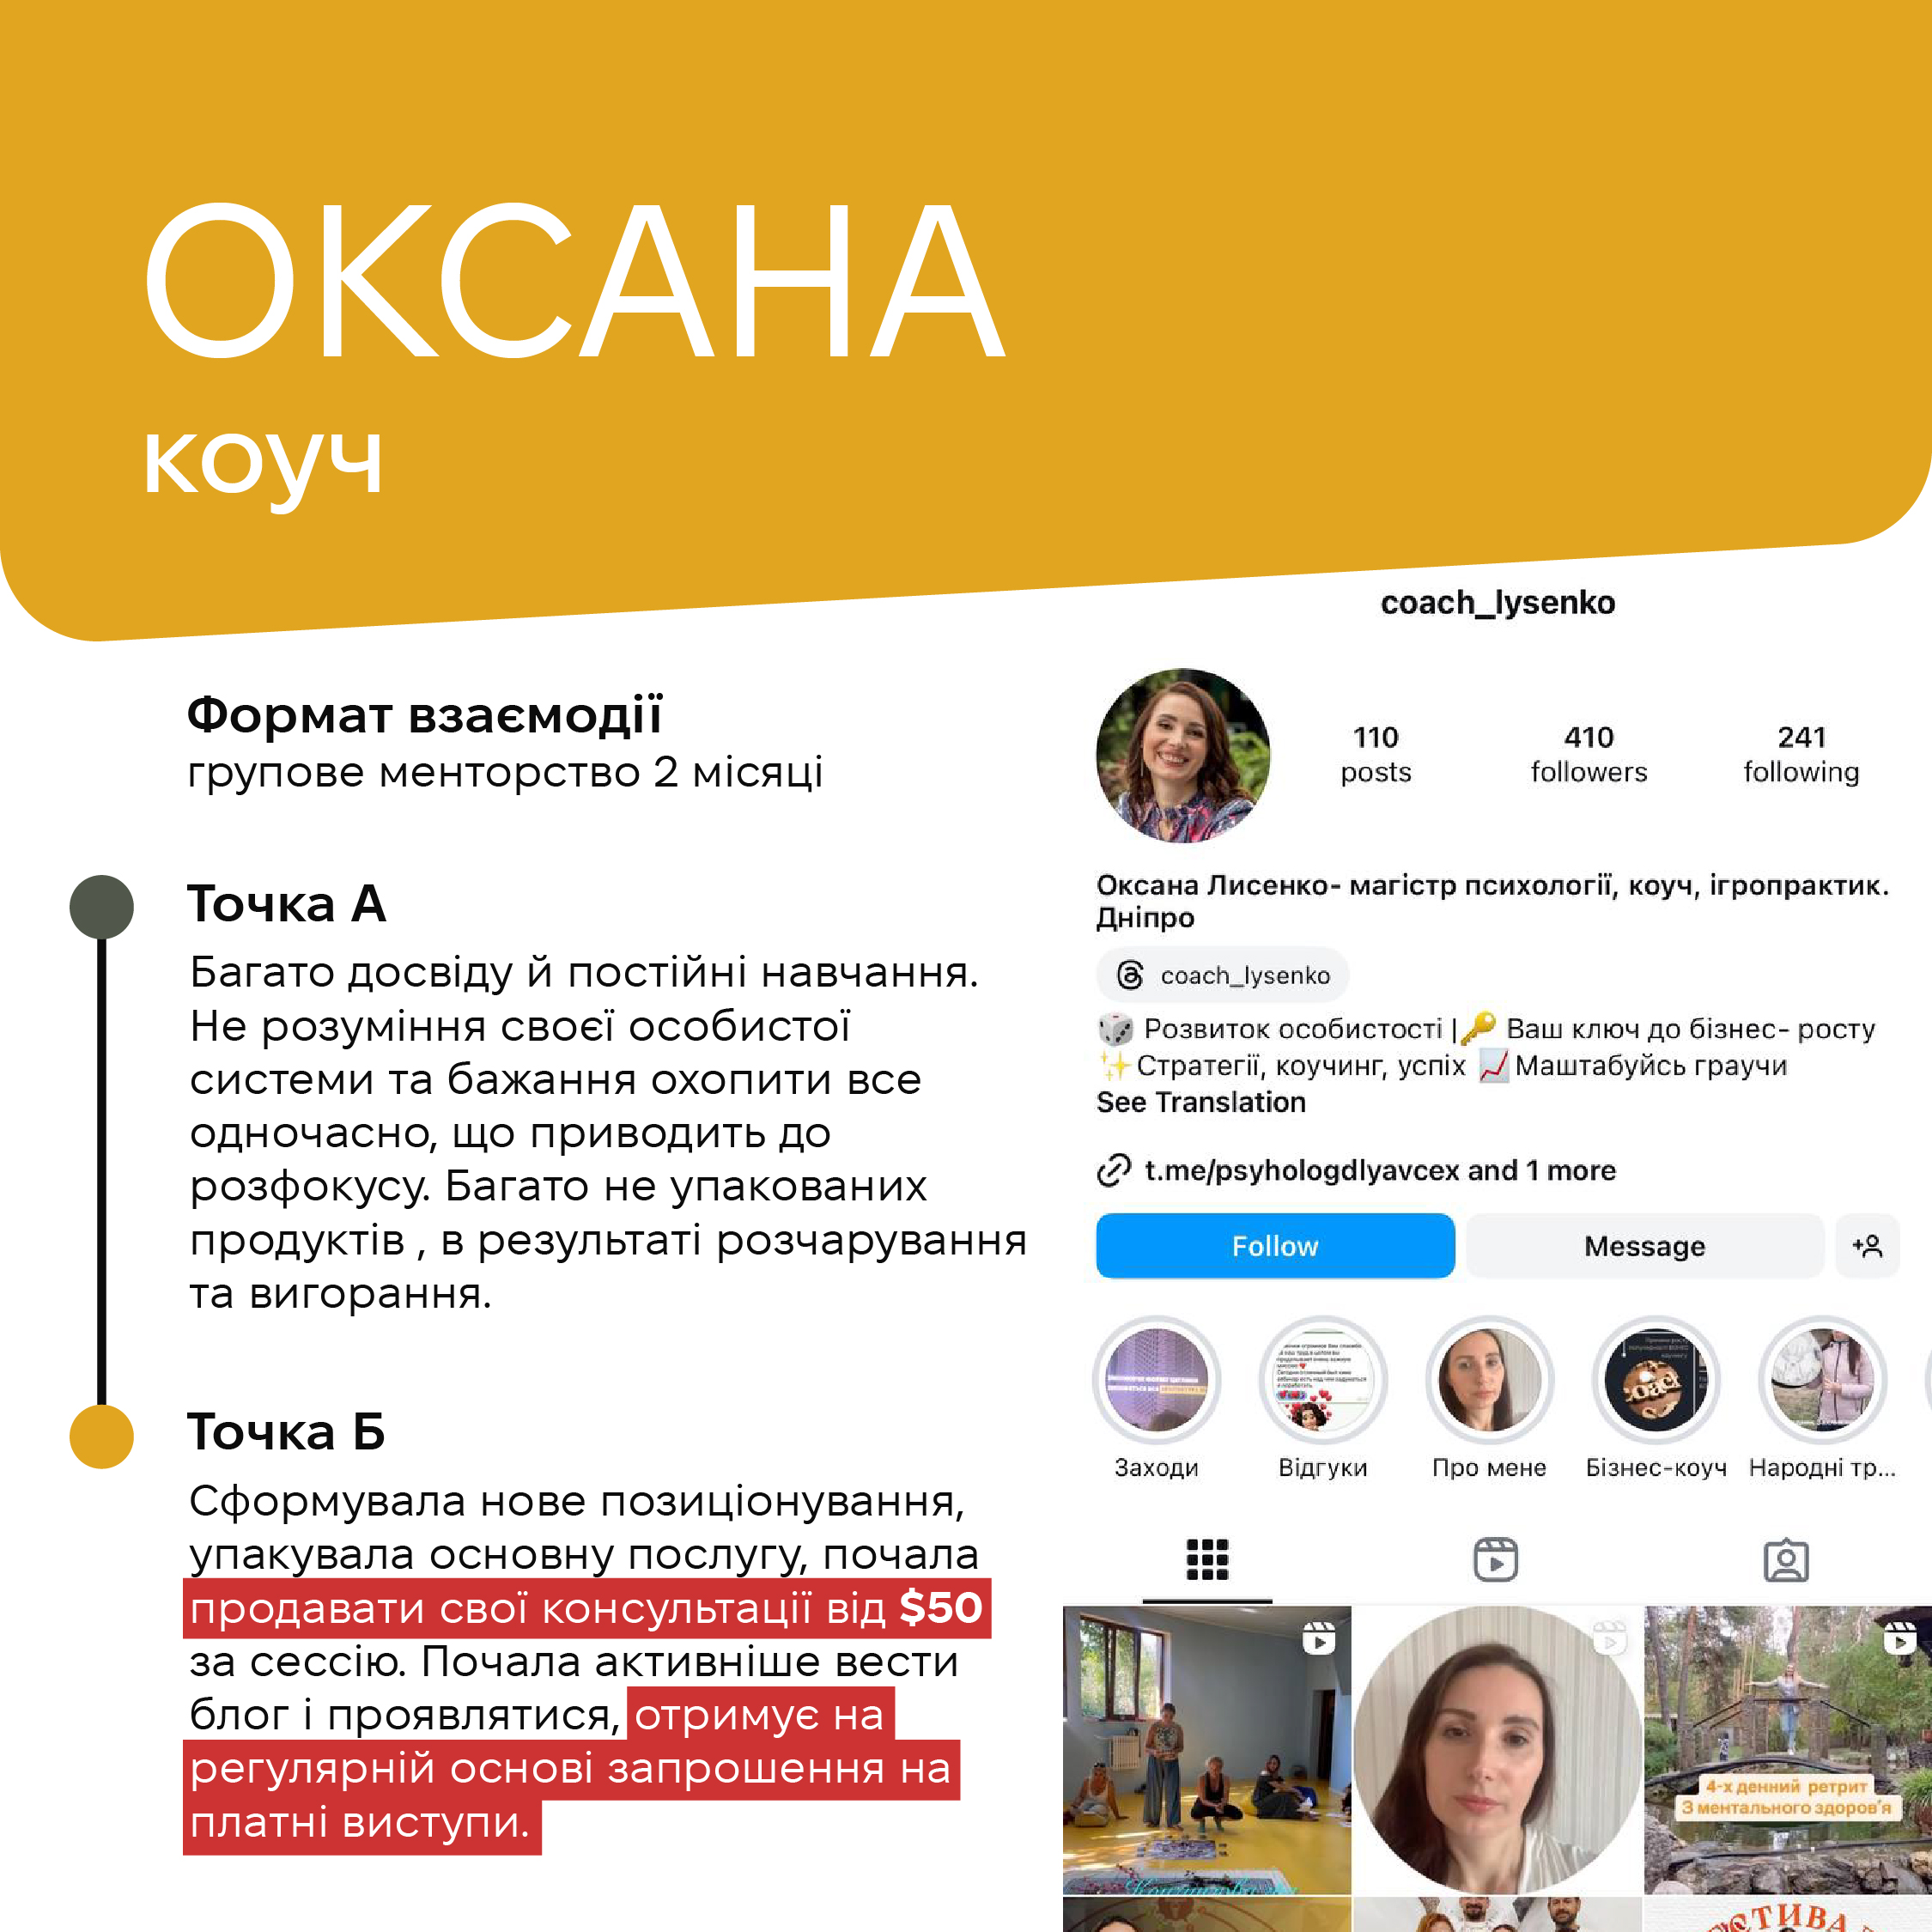 ОКСАНА
коуч
Формат взаємодії
групове менторство 2 місяці
Точка А
Багато досвіду й постійні навчання.
Не розуміння своєї особистої
системи та бажання охопити все
одночасно, що приводить до
розфокусу. Багато не упакованих
продуктів , в результаті розчарування
та вигорання.
Точка Б
Сформувала нове позиціонування,
упакувала основну послугу, почала
продавати свої консультації від $50
за сессію. Почала активніше вести
блог і проявлятися, отримує на
регулярній основі запрошення на
платні виступи.
coach_lysenko
110 410 241
posts followers following
Оксана Лисенко- магістр психології, коуч, ігропрактик.
Дніпро
coach_lysenko
🎲 Розвиток особистості |🔑 Ваш ключ до бізнес- росту
✨Стратегії, коучинг, успіх 📈Маштабуйсь граучи
See Translation
t.me/psyhologdlyavcex and 1 more
Follow Message
Заходи Відгуки Про мене Бізнес-коуч Народні тр...
4-х денний ретрит
З ментального здоров'я